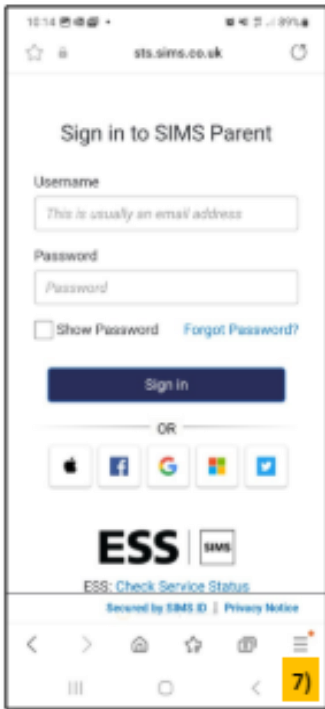 10:14
89%
sts.sims.co.uk
Sign in to SIMS Parent
Username
This is usually an email address
Password
Password
Show Password Forgot Password?
Sign in
OR
ESS SIMS
ESS: Check Service Status
Secured by SIMS ID | Privacy Notice
7)